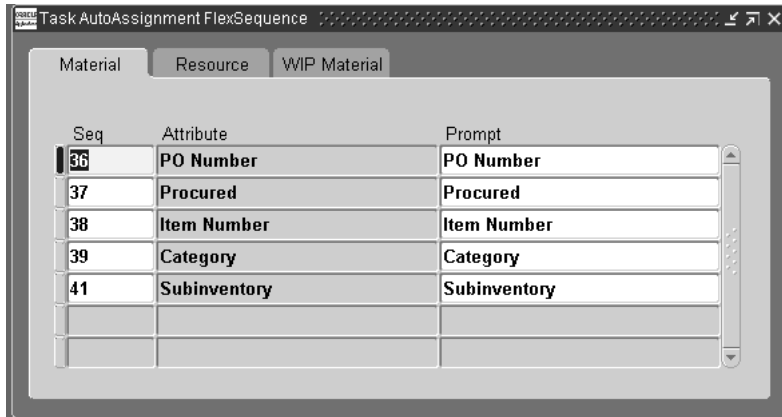 Task AutoAssignment FlexSequence
Material Resource WIP Material
Seq Attribute Prompt
36 PO Number PO Number
37 Procured Procured
38 Item Number Item Number
39 Category Category
41 Subinventory Subinventory